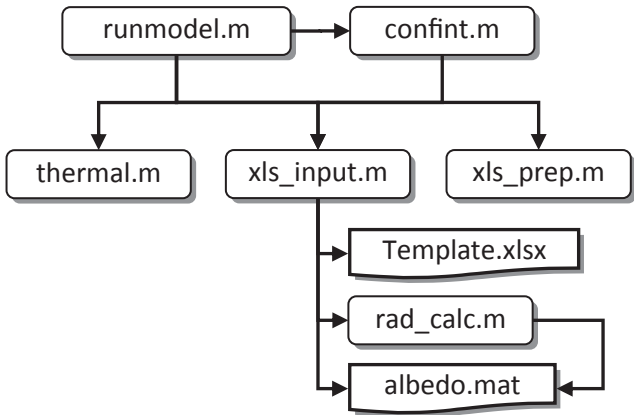 runmodel.m
confint.m
thermal.m
xls_input.m
xls_prep.m
Template.xlsx
rad_calc.m
albedo.mat